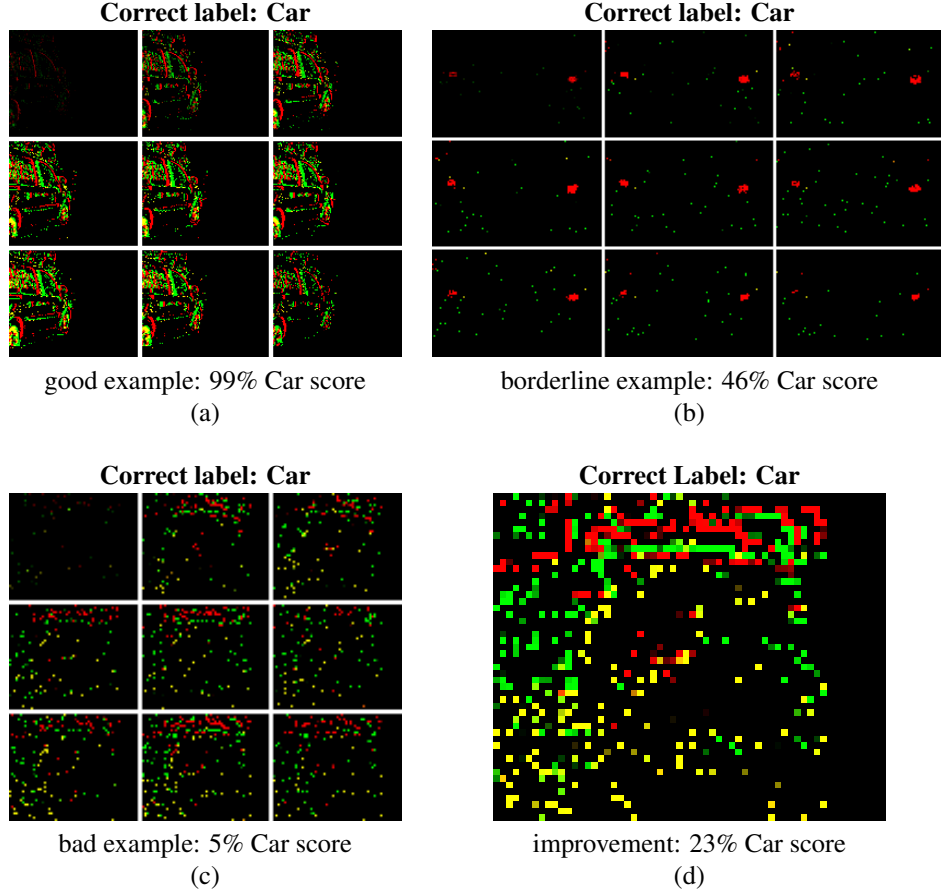 Correct label: Car
good example: 99% Car score
(a)
Correct label: Car
borderline example: 46% Car score
(b)
Correct label: Car
bad example: 5% Car score
(c)
Correct Label: Car
improvement: 23% Car score
(d)